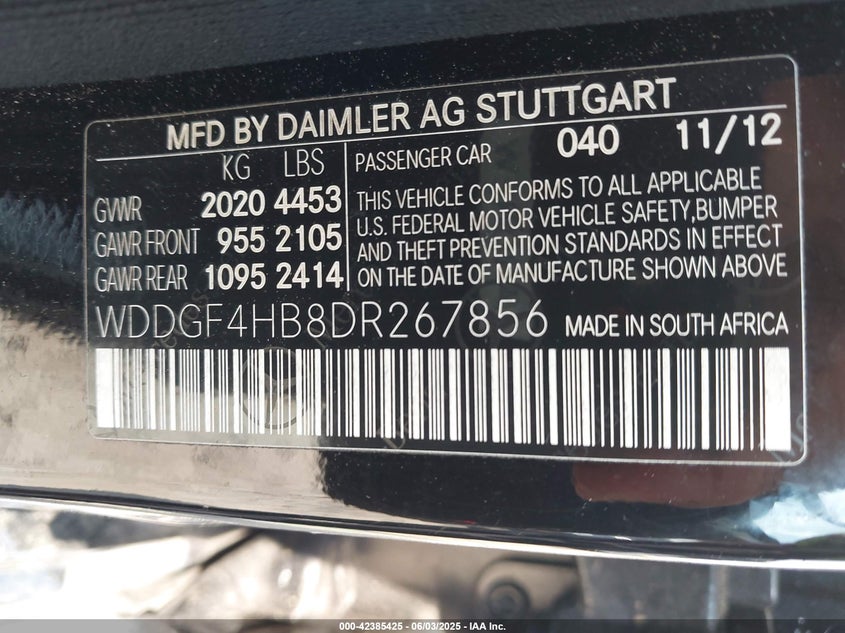 MFD BY DAIMLER AG STUTTGART
KG LBS
GVWR 2020 4453
GAWR FRONT 955 2105
GAWR REAR 1095 2414
PASSENGER CAR 040 11/12
THIS VEHICLE CONFORMS TO ALL APPLICABLE
U.S. FEDERAL MOTOR VEHICLE SAFETY,BUMPER
AND THEFT PREVENTION STANDARDS IN EFFECT
ON THE DATE OF MANUFACTURE SHOWN ABOVE
WDDGF4HB8DR267856 MADE IN SOUTH AFRICA
000-42385425 - 06/03/2025 - IAA Inc.